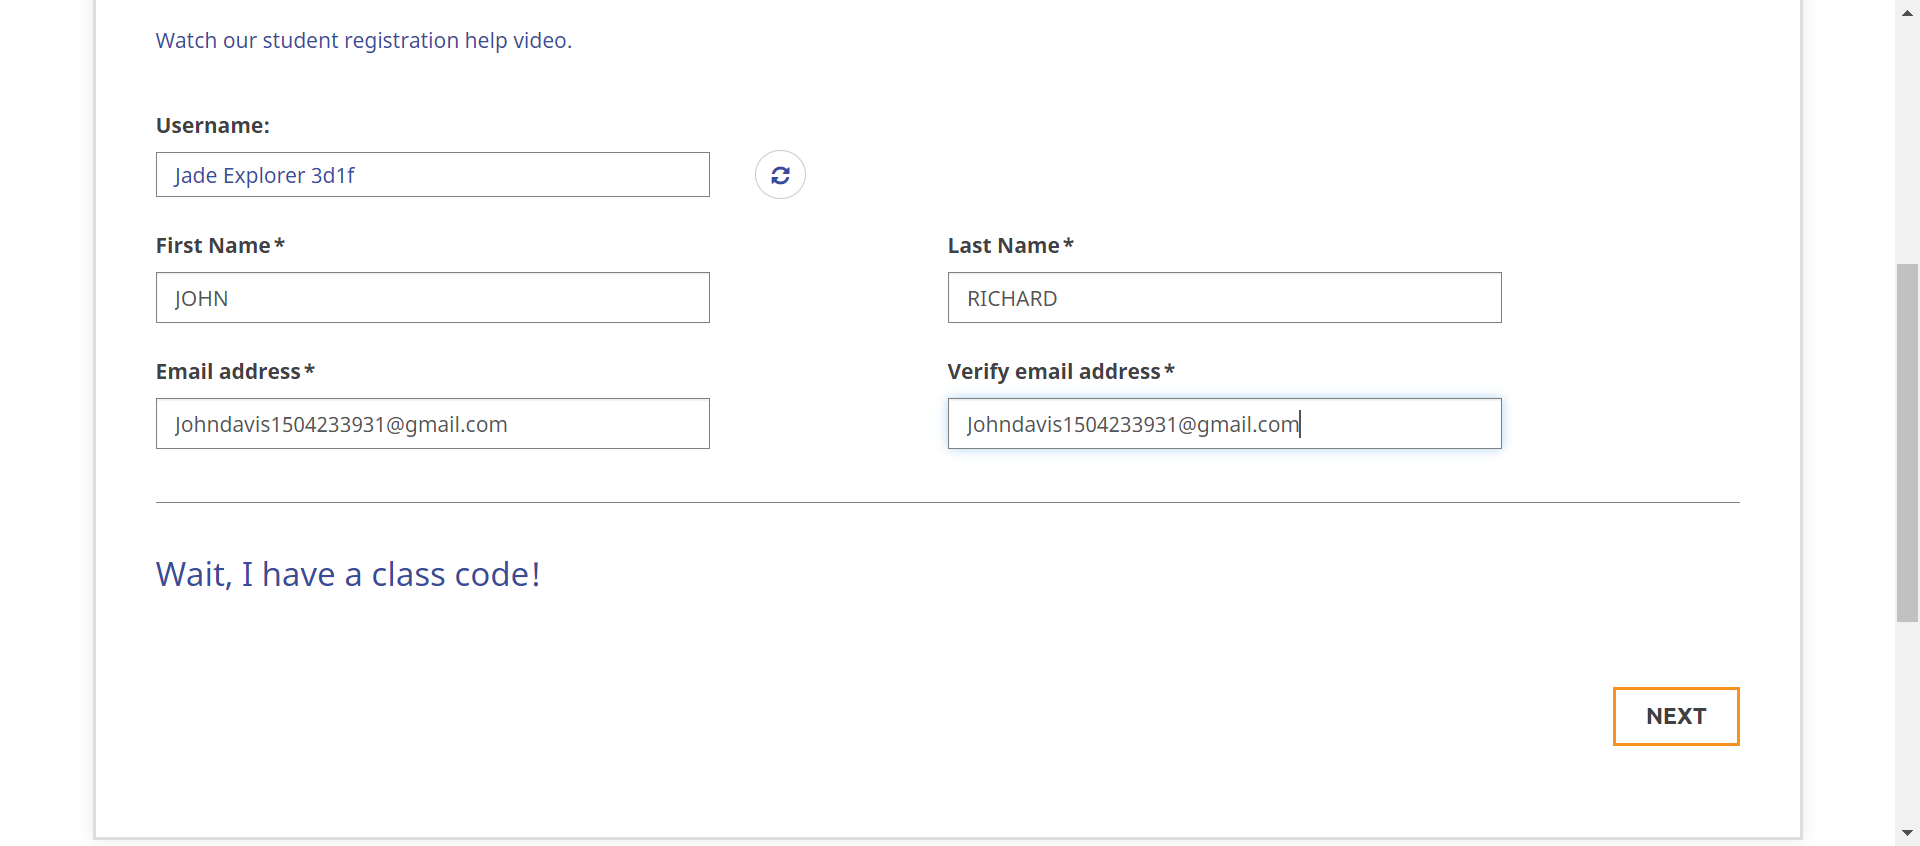 Watch our student registration help video.
Username:
Jade Explorer 3d1f
First Name*
Last Name*
JOHN
RICHARD
Email address*
Verify email address*
Johndavis1504233931@gmail.com
Johndavis1504233931@gmail.com
Wait, I have a class code!
NEXT